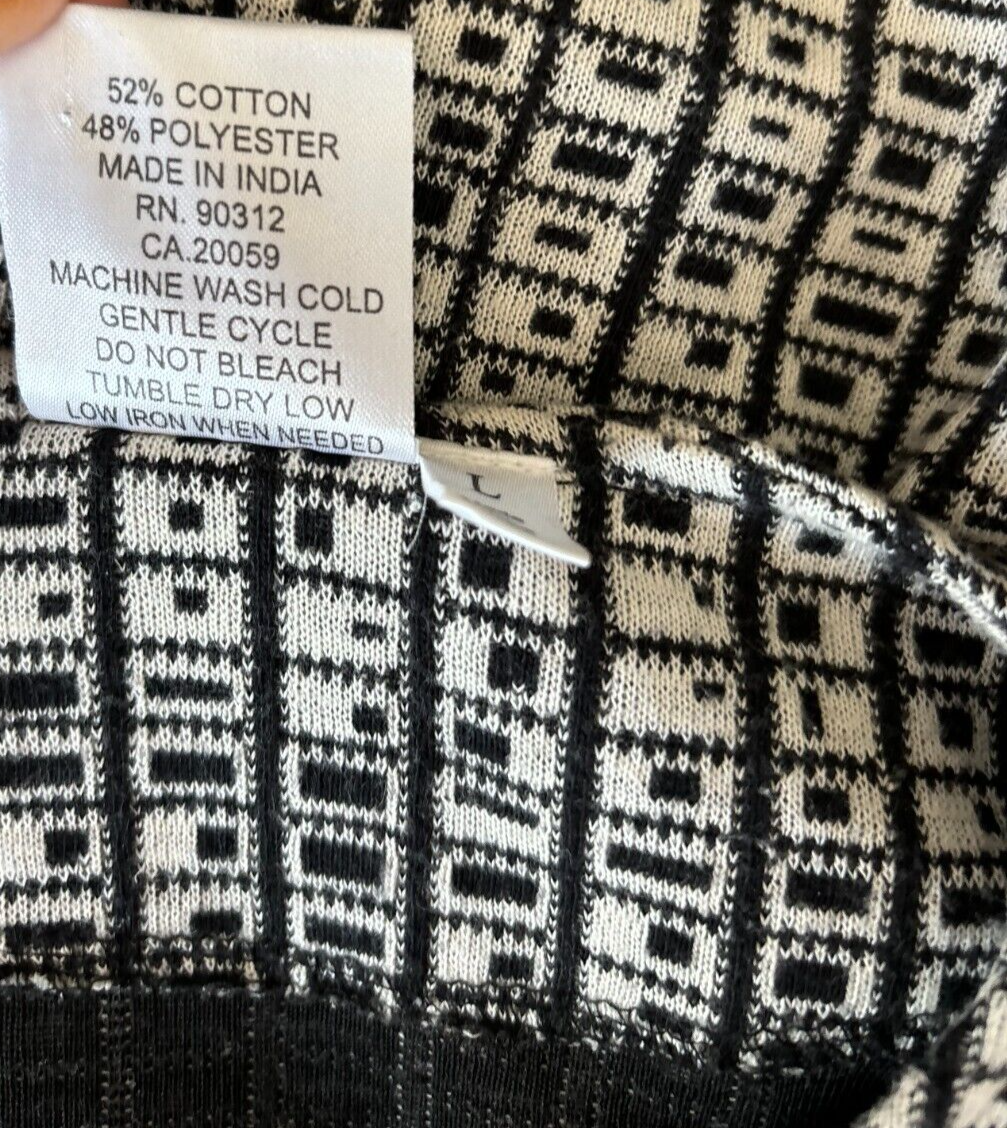 52% COTTON
48% POLYESTER
MADE IN INDIA
RN. 90312
CA.20059
MACHINE WASH COLD
GENTLE CYCLE
DO NOT BLEACH
TUMBLE DRY LOW
LOW IRON WHEN NEEDED
L